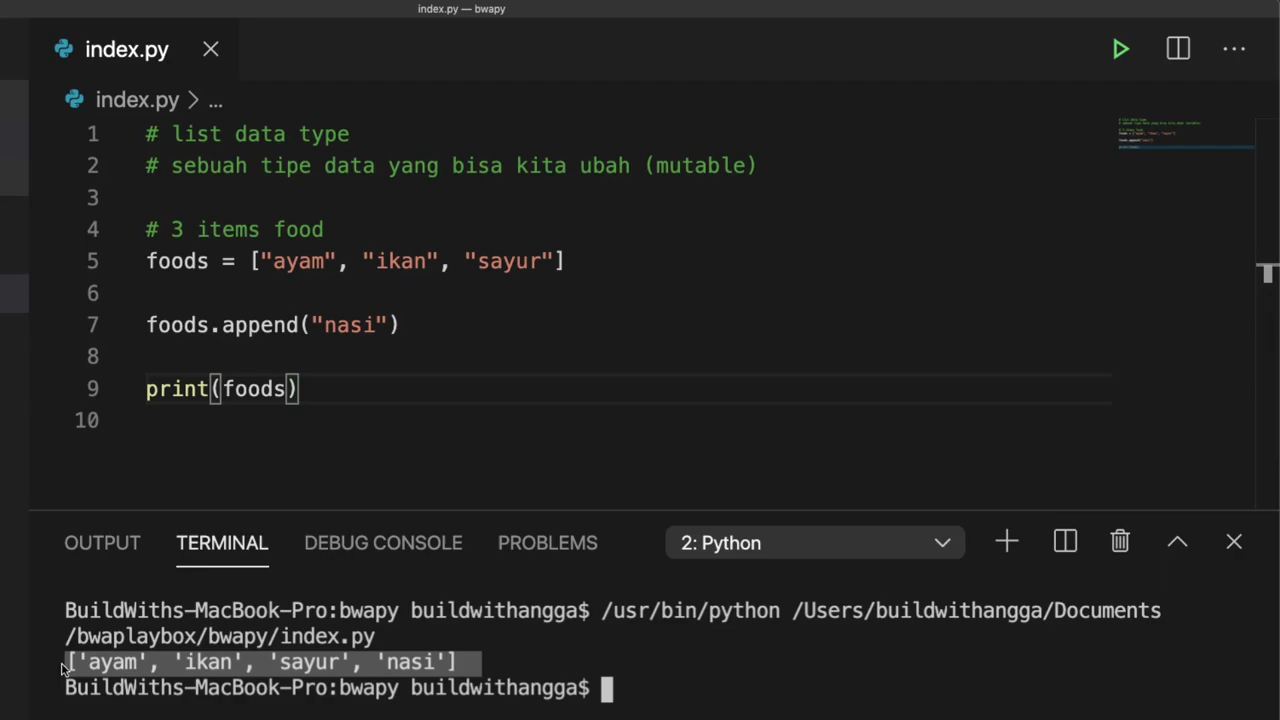 index.py — bwapy
index.py
index.py > ...
1 # list data type
2 # sebuah tipe data yang bisa kita ubah (mutable)
3
4 # 3 items food
5 foods = ["ayam", "ikan", "sayur"]
6
7 foods.append("nasi")
8
9 print(foods)
10
OUTPUT TERMINAL DEBUG CONSOLE PROBLEMS 2: Python
BuildWiths-MacBook-Pro:bwapy buildwithangga$ /usr/bin/python /Users/buildwithangga/Documents
/bwaplaybox/bwapy/index.py
['ayam', 'ikan', 'sayur', 'nasi']
BuildWiths-MacBook-Pro:bwapy buildwithangga$